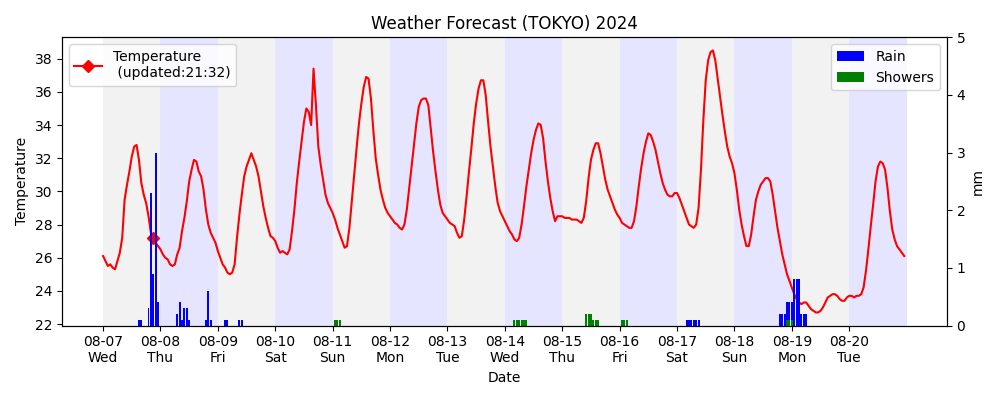 Weather Forecast (TOKYO) 2024
Temperature
(updated:21:32)
Rain
Showers
Temperature
38
36
34
32
30
28
26
24
22
5
4
3
2
1
0
mm
08-07 08-08 08-09 08-10 08-11 08-12 08-13 08-14 08-15 08-16 08-17 08-18 08-19 08-20
Wed Thu Fri Sat Sun Mon Tue Wed Thu Fri Sat Sun Mon Tue
Date